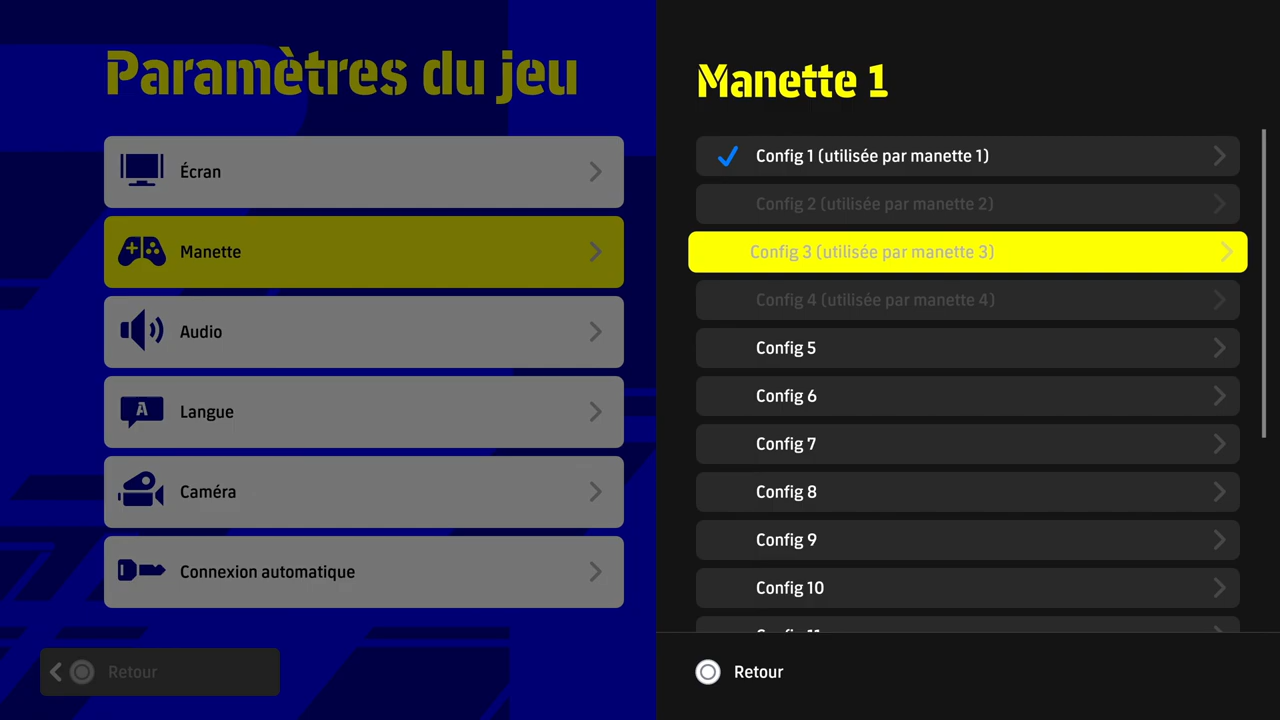 Paramètres du jeu
Écran
Manette
Audio
Langue
Caméra
Connexion automatique
Retour
Manette 1
Config 1 (utilisée par manette 1)
Config 2 (utilisée par manette 2)
Config 3 (utilisée par manette 3)
Config 4 (utilisée par manette 4)
Config 5
Config 6
Config 7
Config 8
Config 9
Config 10
Config 11
Retour